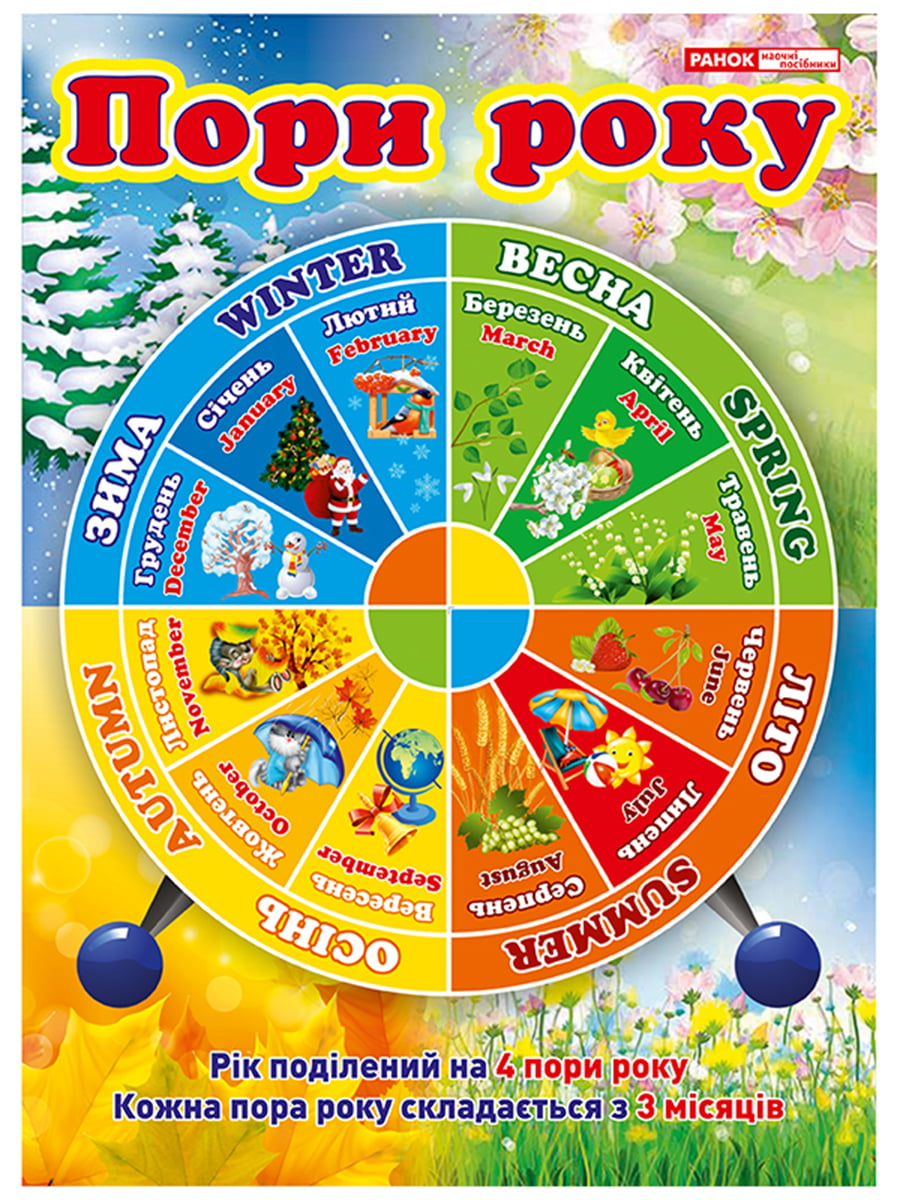 РАНОК наочні
посібники
Пори року
WINTER
ВЕСНА
Лютий
February
Березень
March
Січень
January
Квітень
April
ЗИМА
SPRING
Грудень
December
Травень
May
Листопад
November
Червень
June
AUTUMN
ЛІТО
Жовтень
October
Липень
July
Вересень
September
Серпень
August
ОСІНЬ
SUMMER
Рік поділений на 4 пори року
Кожна пора року складається з 3 місяців